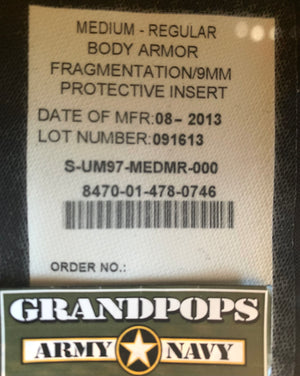 MEDIUM - REGULAR
BODY ARMOR
FRAGMENTATION/9MM
PROTECTIVE INSERT
DATE OF MFR:08- 2013
LOT NUMBER:091613
S-UM97-MEDMR-000
8470-01-478-0746
ORDER NO.:
GRANDPOPS
ARMY NAVY